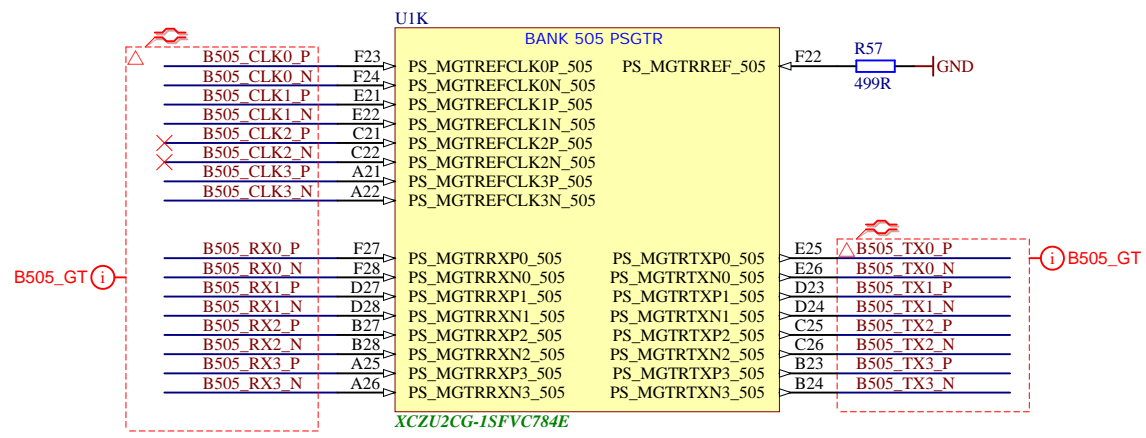 U1K
BANK 505 PSGTR
B505_CLK0_P F23 PS_MGTREFCLK0P_505 PS_MGTRREF_505 F22 R57 499R GND
B505_CLK0_N F24 PS_MGTREFCLK0N_505
B505_CLK1_P E21 PS_MGTREFCLK1P_505
B505_CLK1_N E22 PS_MGTREFCLK1N_505
B505_CLK2_P C21 PS_MGTREFCLK2P_505
B505_CLK2_N C22 PS_MGTREFCLK2N_505
B505_CLK3_P A21 PS_MGTREFCLK3P_505
B505_CLK3_N A22 PS_MGTREFCLK3N_505
B505_RX0_P F27 PS_MGTRRXP0_505 PS_MGTRTXP0_505 E25 B505_TX0_P
B505_GT i B505_RX0_N F28 PS_MGTRRXN0_505 PS_MGTRTXN0_505 E26 B505_TX0_N i B505_GT
B505_RX1_P D27 PS_MGTRRXP1_505 PS_MGTRTXP1_505 D23 B505_TX1_P
B505_RX1_N D28 PS_MGTRRXN1_505 PS_MGTRTXN1_505 D24 B505_TX1_N
B505_RX2_P B27 PS_MGTRRXP2_505 PS_MGTRTXP2_505 C25 B505_TX2_P
B505_RX2_N B28 PS_MGTRRXN2_505 PS_MGTRTXN2_505 C26 B505_TX2_N
B505_RX3_P A25 PS_MGTRRXP3_505 PS_MGTRTXP3_505 B23 B505_TX3_P
B505_RX3_N A26 PS_MGTRRXN3_505 PS_MGTRTXN3_505 B24 B505_TX3_N
XCZU2CG-1SFVC784E